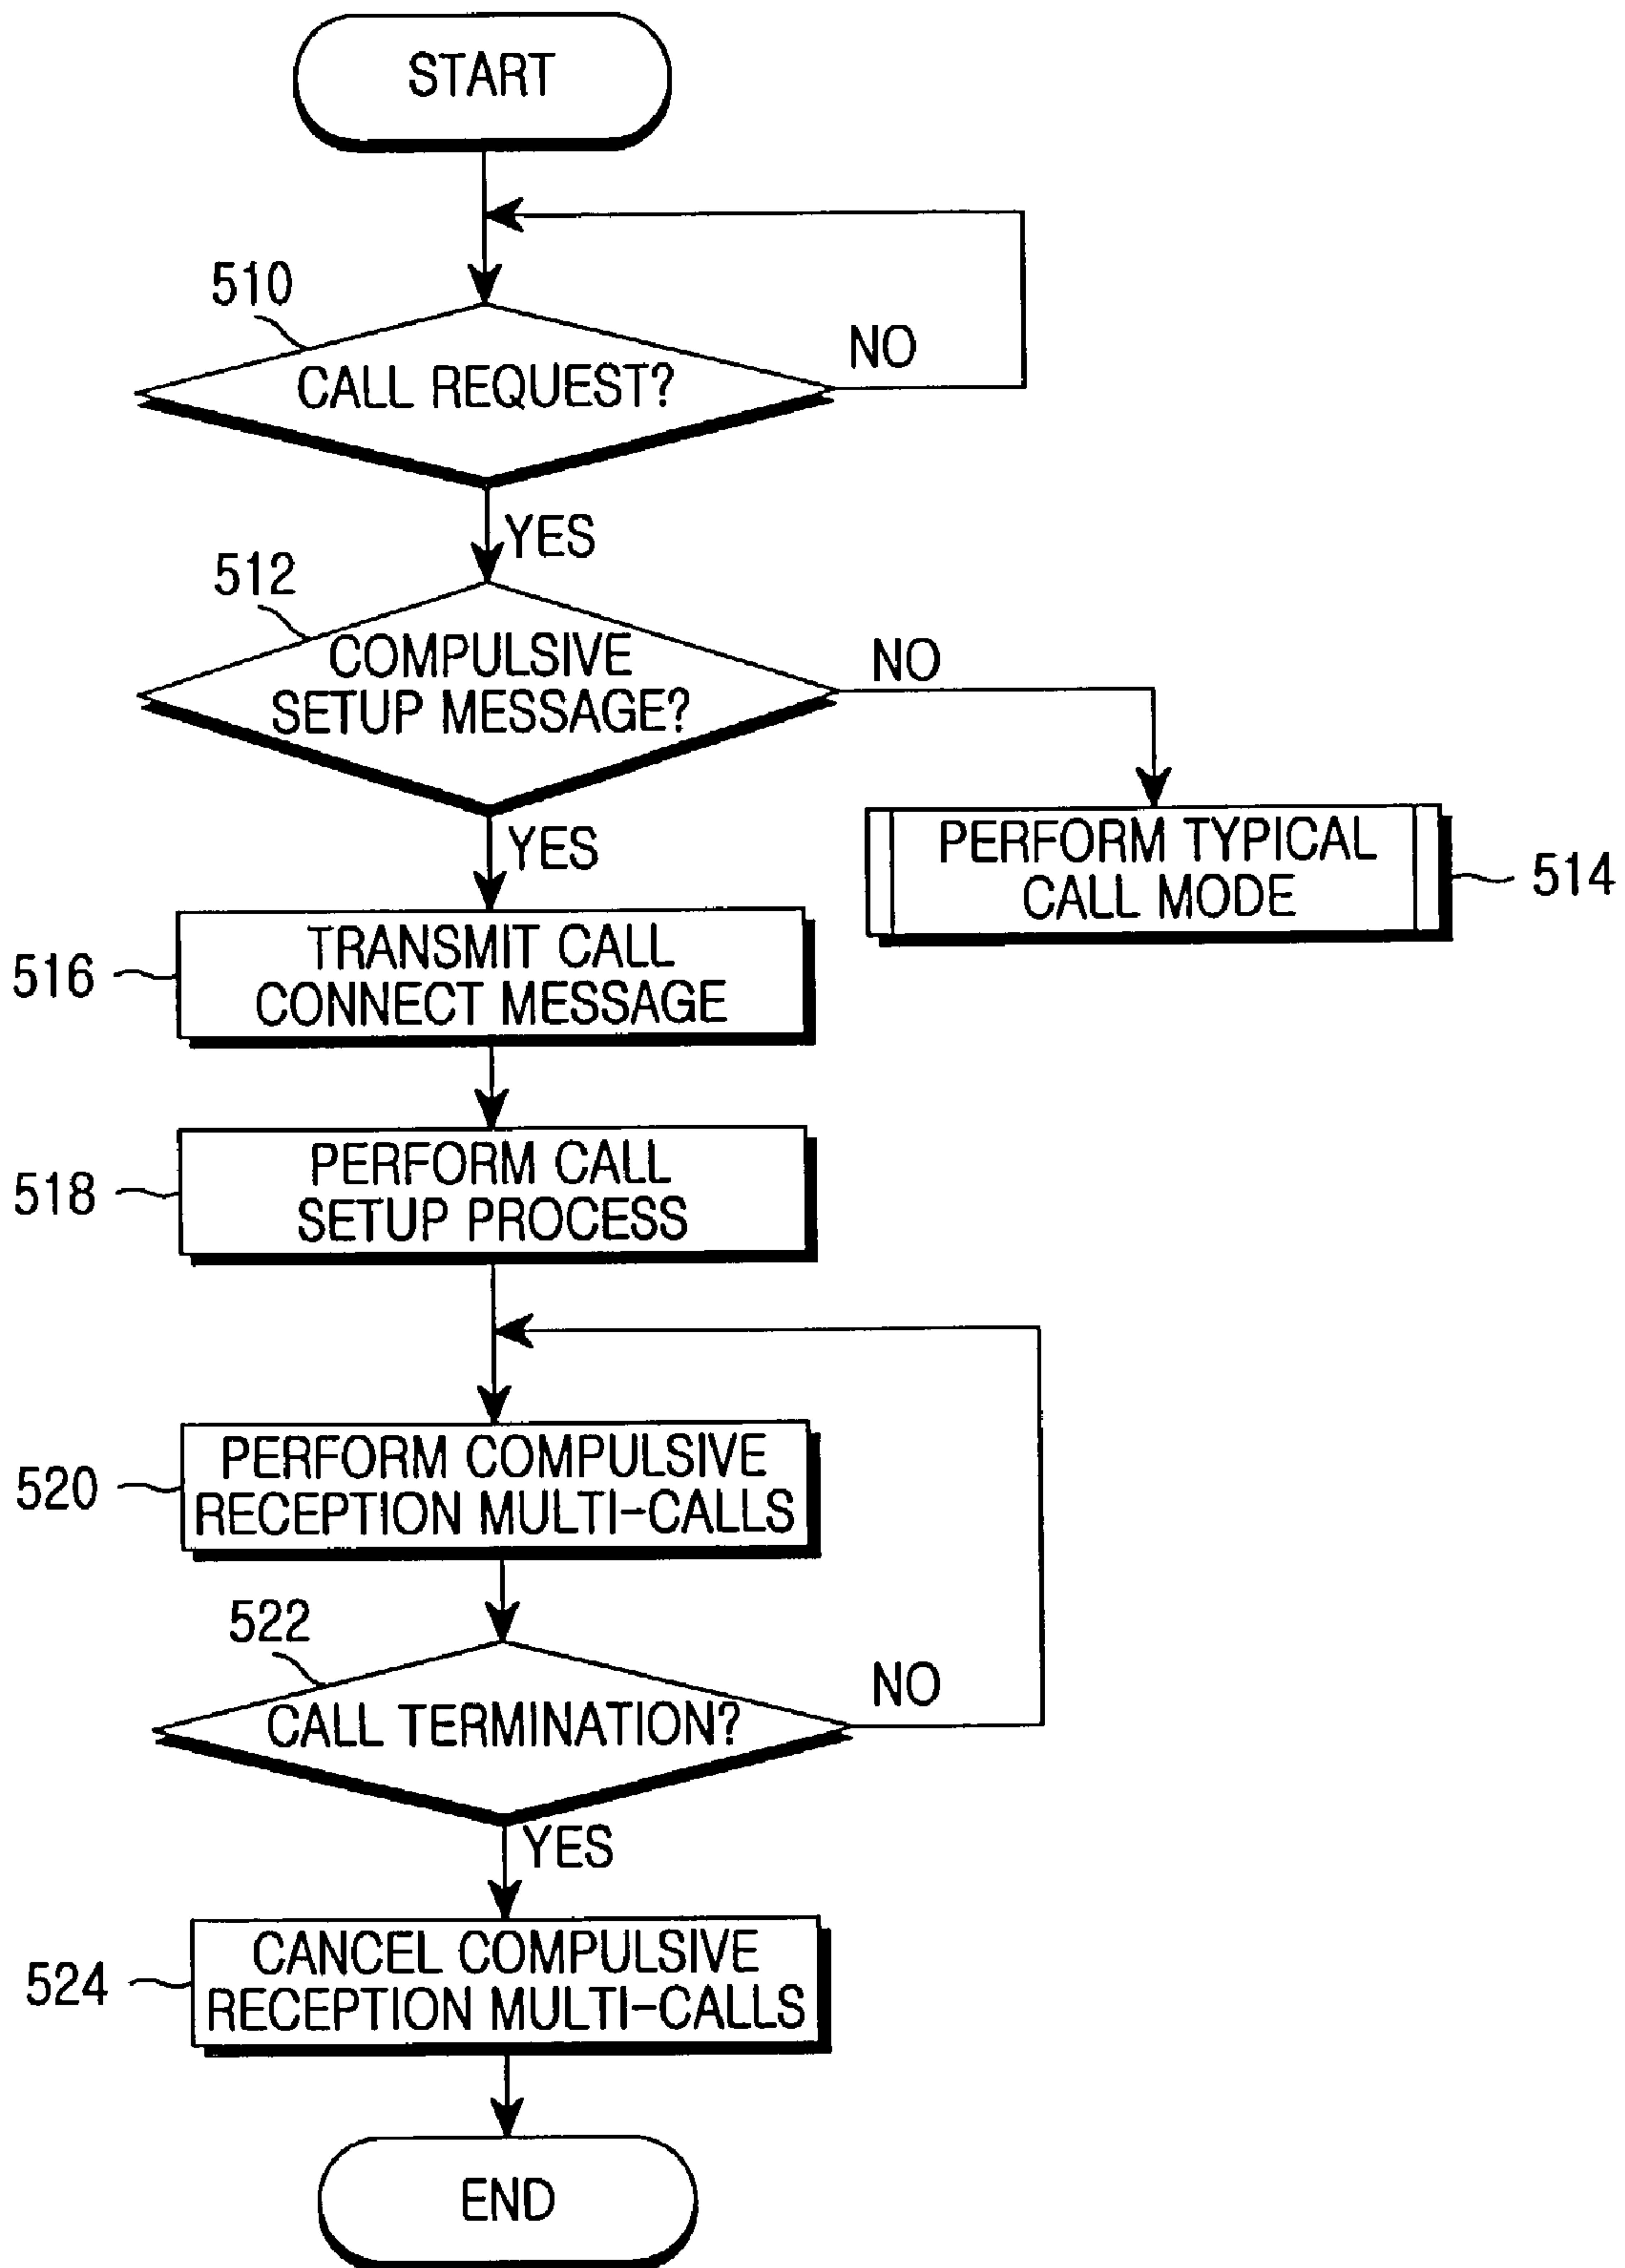 START
510
CALL REQUEST?
NO
YES
512
COMPULSIVE
SETUP MESSAGE?
NO
YES
PERFORM TYPICAL
CALL MODE
514
516
TRANSMIT CALL
CONNECT MESSAGE
518
PERFORM CALL
SETUP PROCESS
520
PERFORM COMPULSIVE
RECEPTION MULTI-CALLS
522
CALL TERMINATION?
NO
YES
524
CANCEL COMPULSIVE
RECEPTION MULTI-CALLS
END